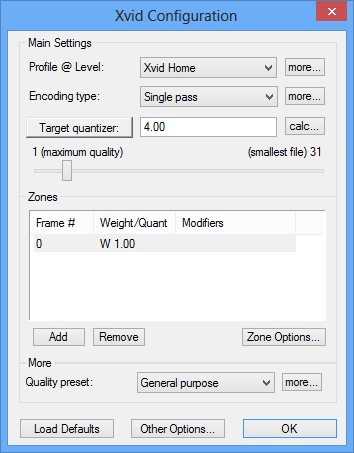 Xvid Configuration
Main Settings
Profile @ Level: Xvid Home more...
Encoding type: Single pass more...
Target quantizer: 4.00 calc...
1 (maximum quality) (smallest file) 31
Zones
Frame # Weight/Quant Modifiers
0 W 1.00
Add Remove Zone Options...
More
Quality preset: General purpose more...
Load Defaults Other Options... OK